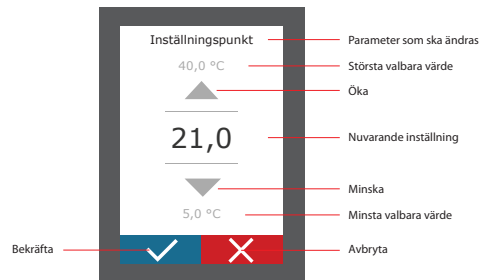 Inställningspunkt
Parameter som ska ändras
40,0 °C
Största valbara värde
Öka
21,0
Nuvarande inställning
Minska
5,0 °C
Minsta valbara värde
Bekräfta
Avbryta